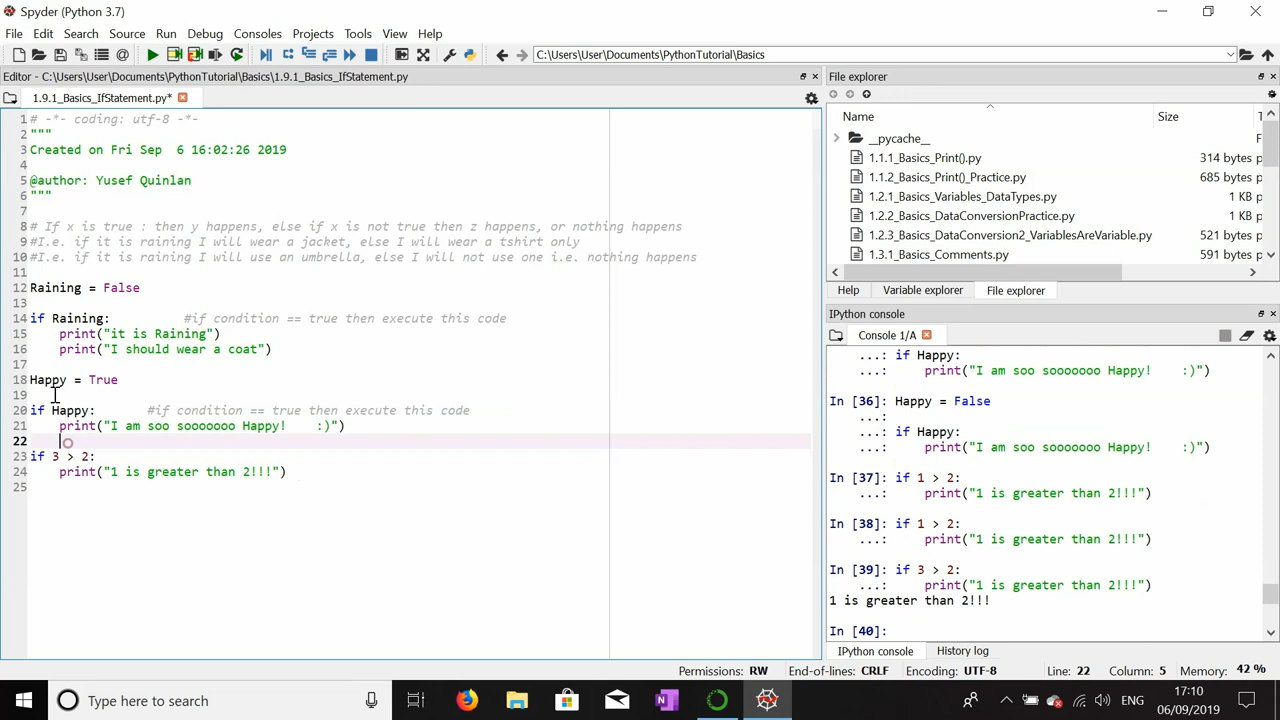 Spyder (Python 3.7)
File Edit Search Source Run Debug Consoles Projects Tools View Help
C:\Users\User\Documents\PythonTutorial\Basics
Editor - C:\Users\User\Documents\PythonTutorial\Basics\1.9.1_Basics_IfStatement.py
1.9.1_Basics_IfStatement.py*
1 # -*- coding: utf-8 -*-
2 """
3 Created on Fri Sep  6 16:02:26 2019
4
5 @author: Yusef Quinlan
6 """
7
8 # If x is true : then y happens, else if x is not true then z happens, or nothing happens
9 #I.e. if it is raining I will wear a jacket, else I will wear a tshirt only
10 #I.e. if it is raining I will use an umbrella, else I will not use one i.e. nothing happens
11
12 Raining = False
13
14 if Raining:          #if condition == true then execute this code
15     print("it is Raining")
16     print("I should wear a coat")
17
18 Happy = True
19
20 if Happy:       #if condition == true then execute this code
21     print("I am soo sooooooo Happy!    :)")
22
23 if 3 > 2:
24     print("1 is greater than 2!!!")
25
File explorer
Name Size
__pycache__ F
1.1.1_Basics_Print().py 314 bytes p
1.1.2_Basics_Print()_Practice.py 685 bytes p
1.2.1_Basics_Variables_DataTypes.py 1 KB p
1.2.2_Basics_DataConversionPractice.py 1 KB p
1.2.3_Basics_DataConversion2_VariablesAreVariable.py 521 bytes p
1.3.1_Basics_Comments.py 591 bytes p
Help Variable explorer File explorer
IPython console
Console 1/A
...: if Happy:
...:     print("I am soo sooooooo Happy!    :)")
In [36]: Happy = False
...:
...: if Happy:
...:     print("I am soo sooooooo Happy!    :)")
In [37]: if 1 > 2:
...:     print("1 is greater than 2!!!")
In [38]: if 1 > 2:
...:     print("1 is greater than 2!!!")
In [39]: if 3 > 2:
...:     print("1 is greater than 2!!!")
1 is greater than 2!!!
In [40]:
IPython console History log
Permissions: RW End-of-lines: CRLF Encoding: UTF-8 Line: 22 Column: 5 Memory: 42 %
Type here to search
ENG
17:10
06/09/2019